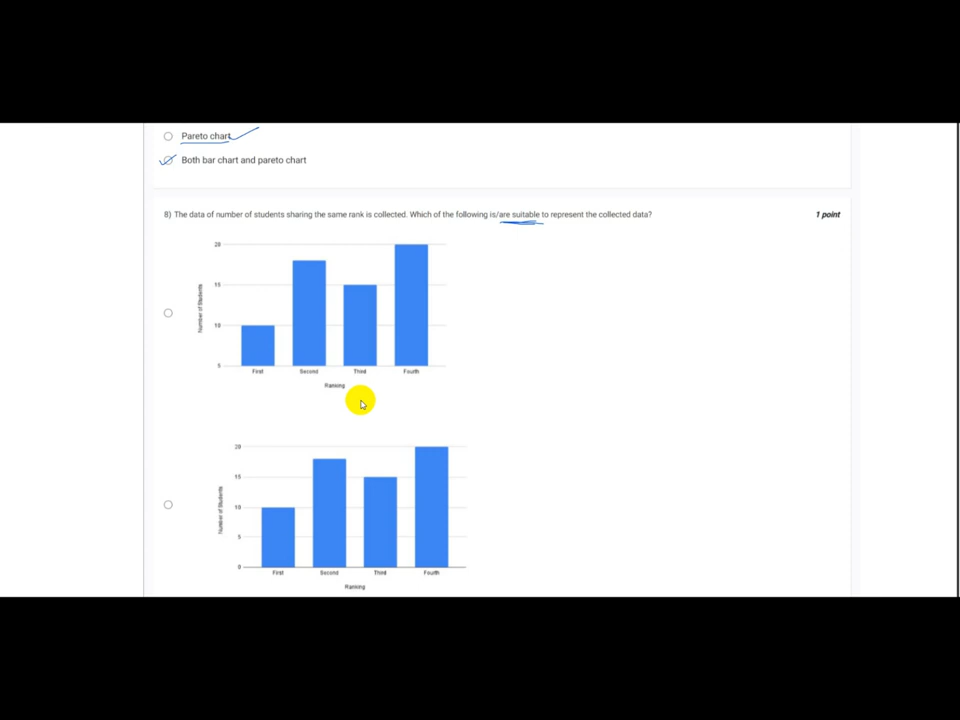 Pareto chart
Both bar chart and pareto chart
8) The data of number of students sharing the same rank is collected. Which of the following is/are suitable to represent the collected data?
1 point
20
15
10
5
Number of Students
First Second Third Fourth
Ranking
20
15
10
5
0
Number of Students
First Second Third Fourth
Ranking